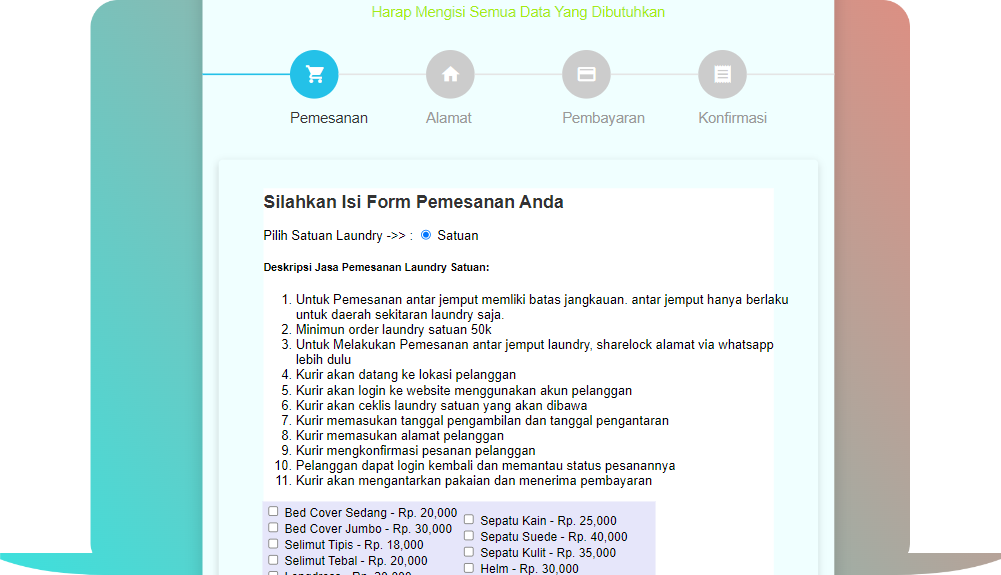 Harap Mengisi Semua Data Yang Dibutuhkan
Pemesanan
Alamat
Pembayaran
Konfirmasi
Silahkan Isi Form Pemesanan Anda
Pilih Satuan Laundry ->> : Satuan
Deskripsi Jasa Pemesanan Laundry Satuan:
1. Untuk Pemesanan antar jemput memliki batas jangkauan. antar jemput hanya berlaku
untuk daerah sekitaran laundry saja.
2. Minimun order laundry satuan 50k
3. Untuk Melakukan Pemesanan antar jemput laundry, sharelock alamat via whatsapp
lebih dulu
4. Kurir akan datang ke lokasi pelanggan
5. Kurir akan login ke website menggunakan akun pelanggan
6. Kurir akan ceklis laundry satuan yang akan dibawa
7. Kurir memasukan tanggal pengambilan dan tanggal pengantaran
8. Kurir memasukan alamat pelanggan
9. Kurir mengkonfirmasi pesanan pelanggan
10. Pelanggan dapat login kembali dan memantau status pesanannya
11. Kurir akan mengantarkan pakaian dan menerima pembayaran
Bed Cover Sedang - Rp. 20,000
Bed Cover Jumbo - Rp. 30,000
Selimut Tipis - Rp. 18,000
Selimut Tebal - Rp. 20,000
Sepatu Kain - Rp. 25,000
Sepatu Suede - Rp. 40,000
Sepatu Kulit - Rp. 35,000
Helm - Rp. 30,000